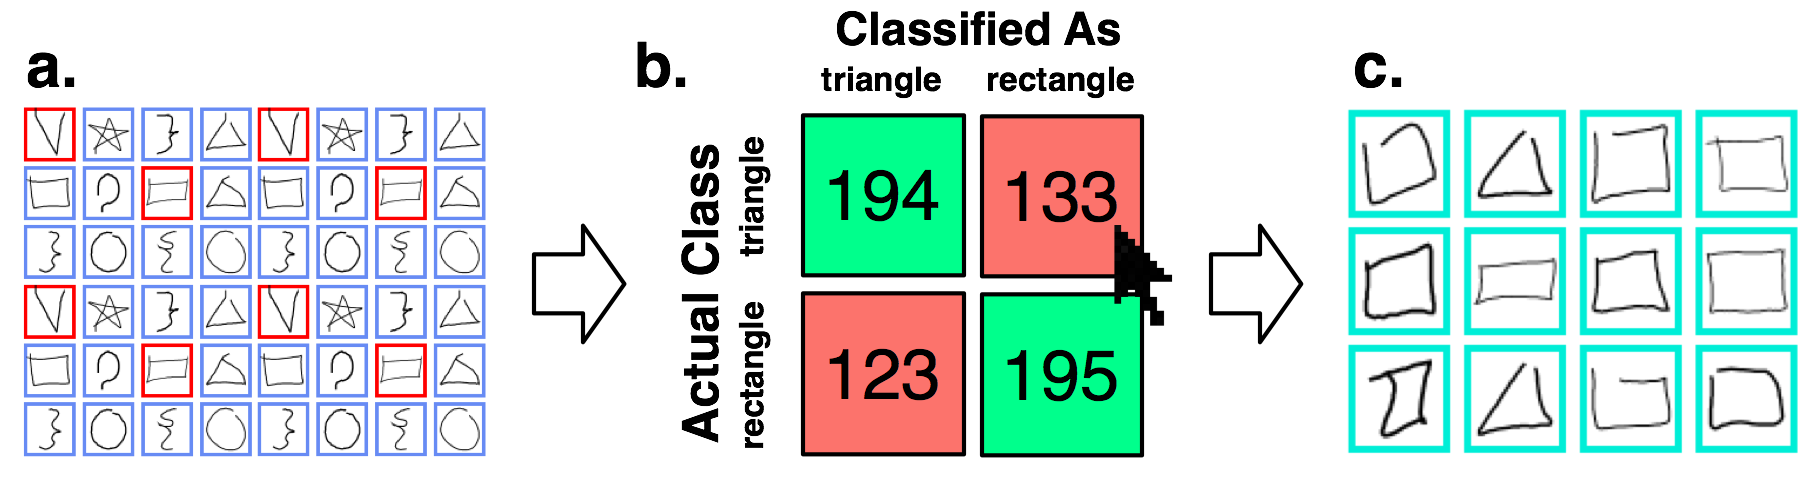 a.
b.
Classified As
triangle rectangle
Actual Class
triangle
rectangle
194 133
123 195
c.